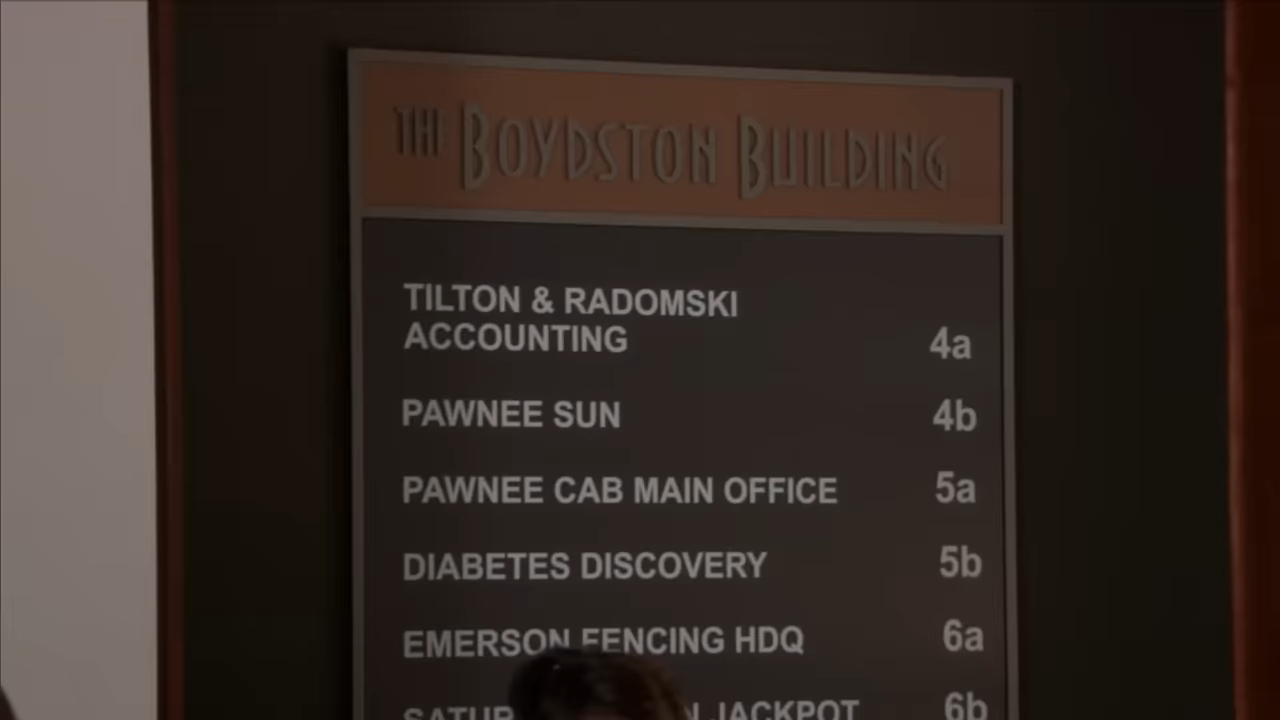 THE BOYDSTON BUILDING
TILTON & RADOMSKI
ACCOUNTING 4a
PAWNEE SUN 4b
PAWNEE CAB MAIN OFFICE 5a
DIABETES DISCOVERY 5b
EMERSON FENCING HDQ 6a
JACKPOT 6b